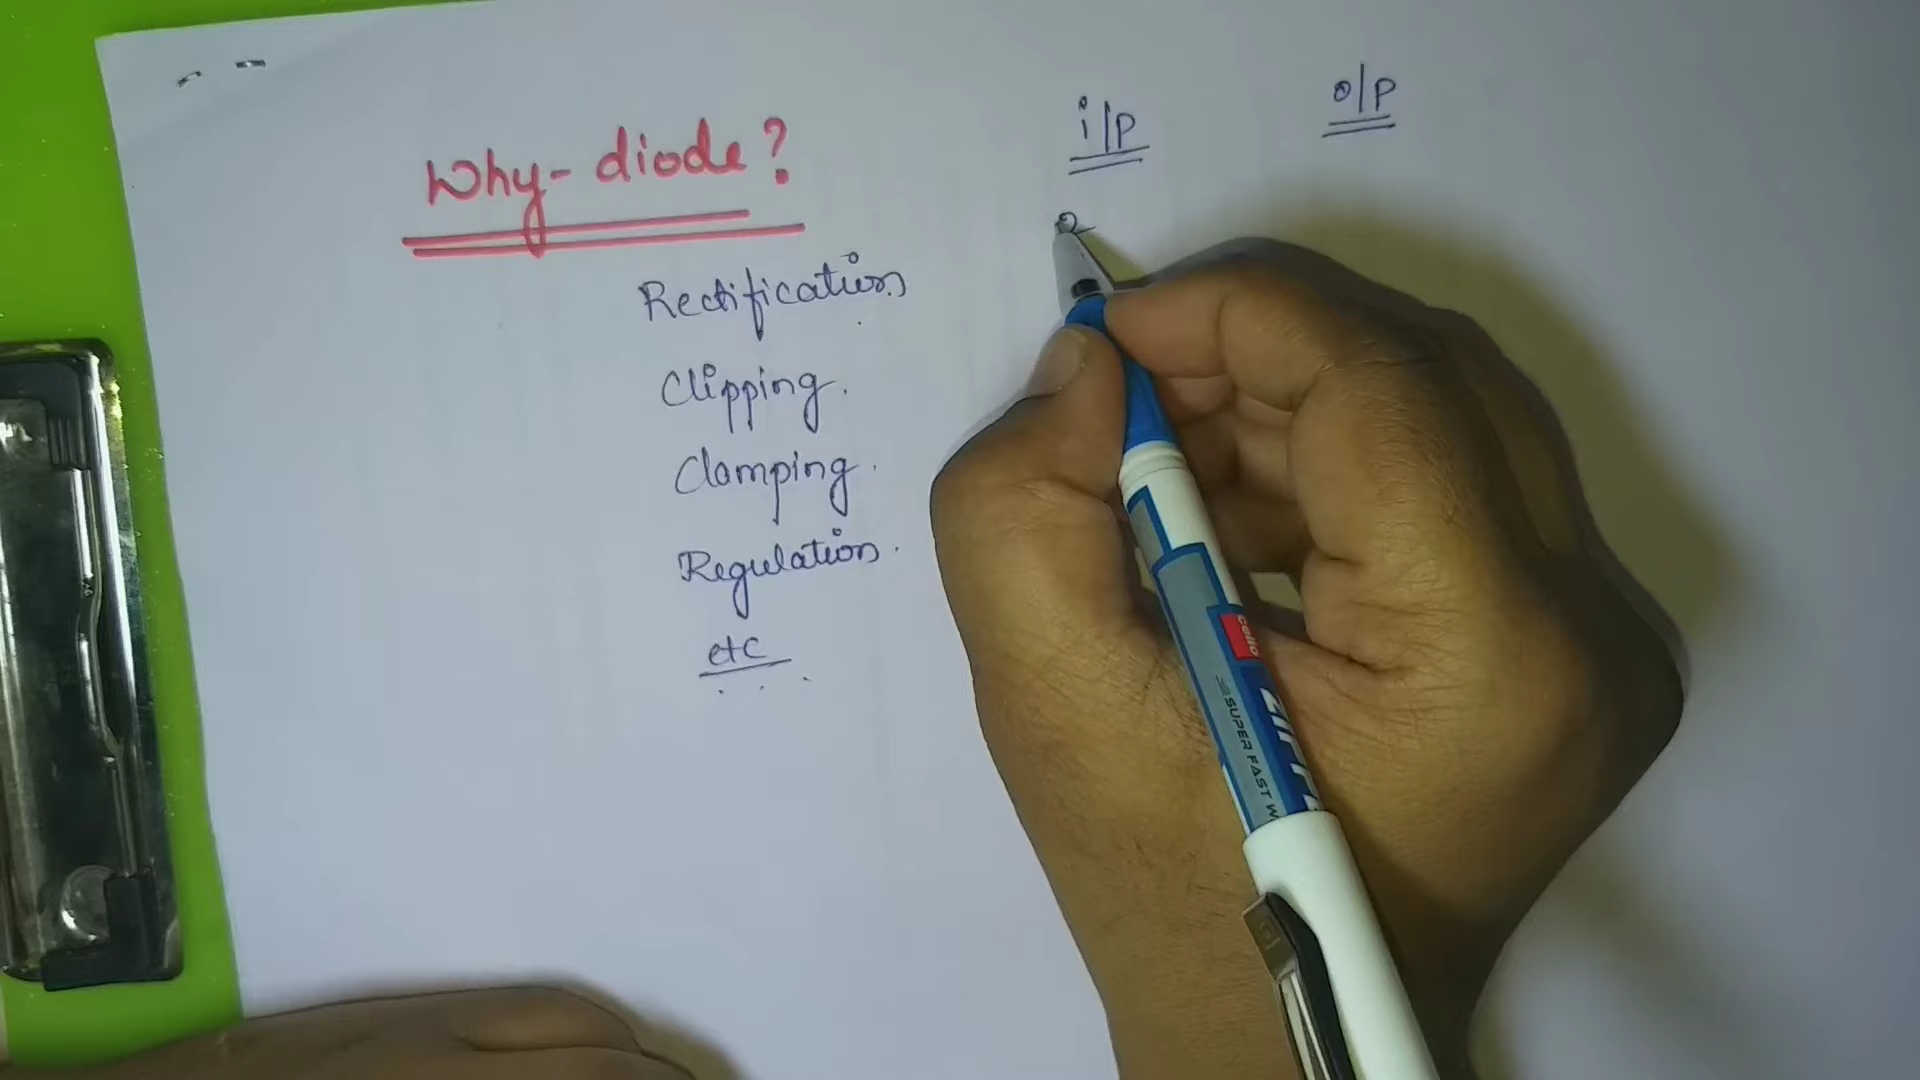 Why- diode?
i/p
o/p
Rectification
Clipping.
Clamping.
Regulation.
etc
cello
SUPER FAST W